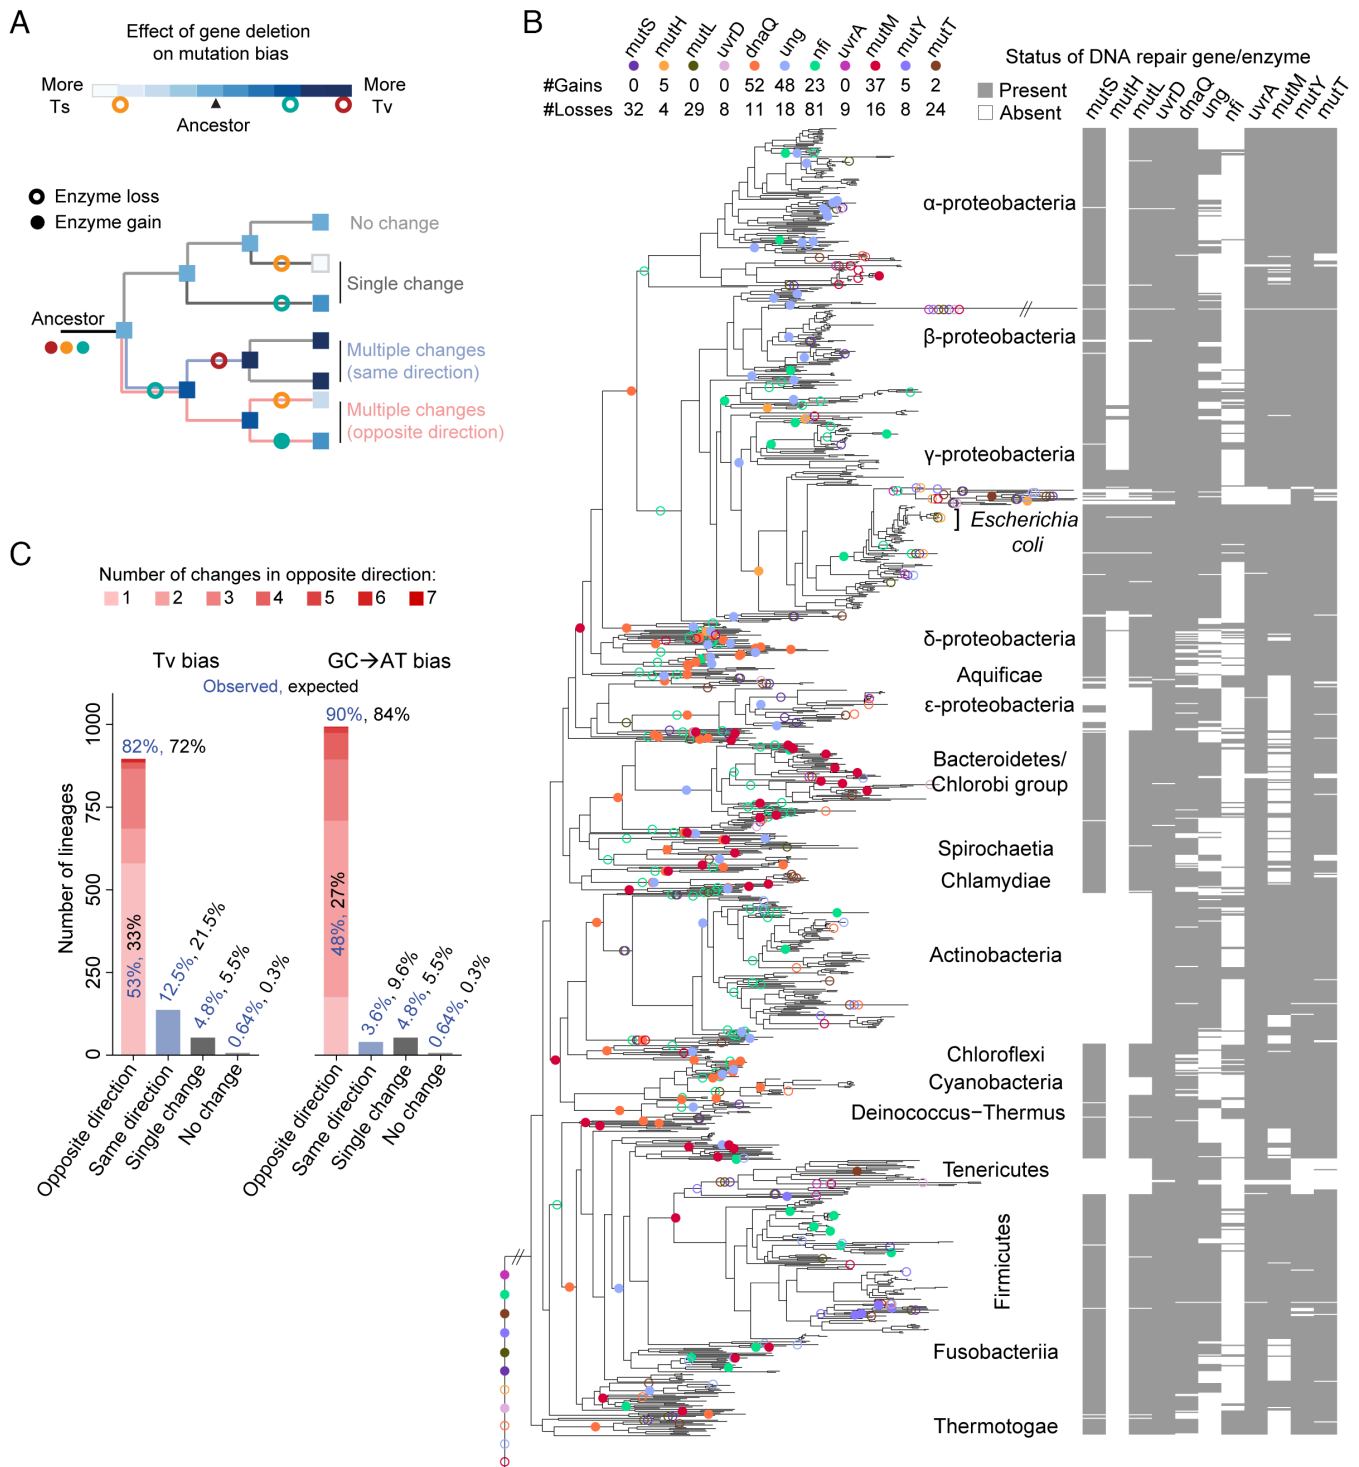 A
Effect of gene deletion
on mutation bias
More
Ts
More
Tv
Ancestor
Enzyme loss
Enzyme gain
No change
Single change
Ancestor
Multiple changes
(same direction)
Multiple changes
(opposite direction)
B
mutS mutH mutL uvrD dnaQ ung nfi uvrA mutM mutY mutT
#Gains 0 5 0 0 52 48 23 0 37 5 2
#Losses 32 4 29 8 11 18 81 9 16 8 24
Status of DNA repair gene/enzyme
Present
Absent
mutS mutH mutL uvrD dnaQ ung nfi uvrA mutM mutY mutT
α-proteobacteria
β-proteobacteria
γ-proteobacteria
Escherichia
coli
δ-proteobacteria
Aquificae
ε-proteobacteria
Bacteroidetes/
Chlorobi group
Spirochaetia
Chlamydiae
Actinobacteria
Chloroflexi
Cyanobacteria
Deinococcus−Thermus
Tenericutes
Firmicutes
Fusobacteriia
Thermotogae
C
Number of changes in opposite direction:
1 2 3 4 5 6 7
Tv bias
GC→AT bias
Observed, expected
Number of lineages
1000
750
500
250
0
82%, 72%
53%, 33%
12.5%, 21.5%
4.8%, 5.5%
0.64%, 0.3%
90%, 84%
48%, 27%
3.6%, 9.6%
4.8%, 5.5%
0.64%, 0.3%
Opposite direction
Same direction
Single change
No change
Opposite direction
Same direction
Single change
No change